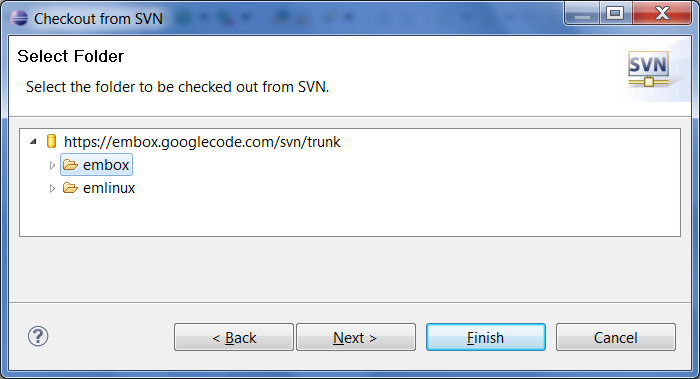 Checkout from SVN
Select Folder
Select the folder to be checked out from SVN.
SVN
https://embox.googlecode.com/svn/trunk
embox
emlinux
?
< Back
Next >
Finish
Cancel